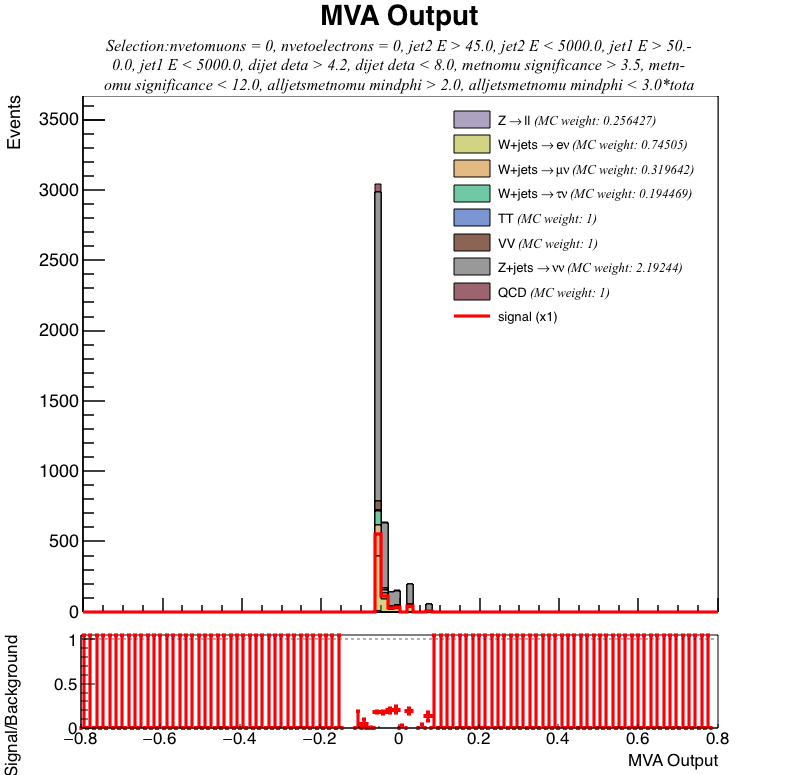 MVA Output
Selection:nvetomuons = 0, nvetoelectrons = 0, jet2 E > 45.0, jet2 E < 5000.0, jet1 E > 50.-
0.0, jet1 E < 5000.0, dijet deta > 4.2, dijet deta < 8.0, metnomu significance > 3.5, metn-
omu significance < 12.0, alljetsmetnomu mindphi > 2.0, alljetsmetnomu mindphi < 3.0*tota
Events
3500
3000
2500
2000
1500
1000
500
0
Z→ll (MC weight: 0.256427)
W+jets→eν (MC weight: 0.74505)
W+jets→μν (MC weight: 0.319642)
W+jets→τν (MC weight: 0.194469)
TT (MC weight: 1)
VV (MC weight: 1)
Z+jets→νν (MC weight: 2.19244)
QCD (MC weight: 1)
signal (x1)
Signal/Background
1
0.5
0
−0.8 −0.6 −0.4 −0.2 0 0.2 0.4 0.6 0.8
MVA Output